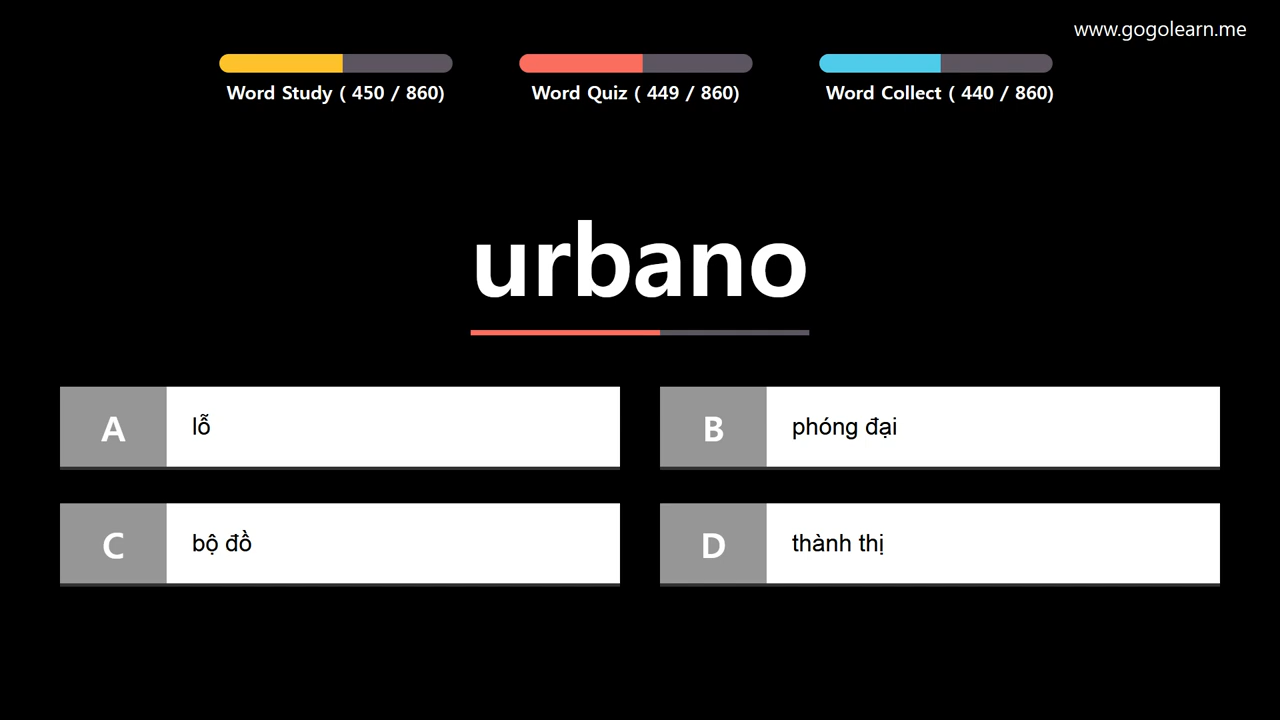 www.gogolearn.me
Word Study ( 450 / 860)
Word Quiz ( 449 / 860)
Word Collect ( 440 / 860)
urbano
A lỗ
B phóng đại
C bộ đồ
D thành thị